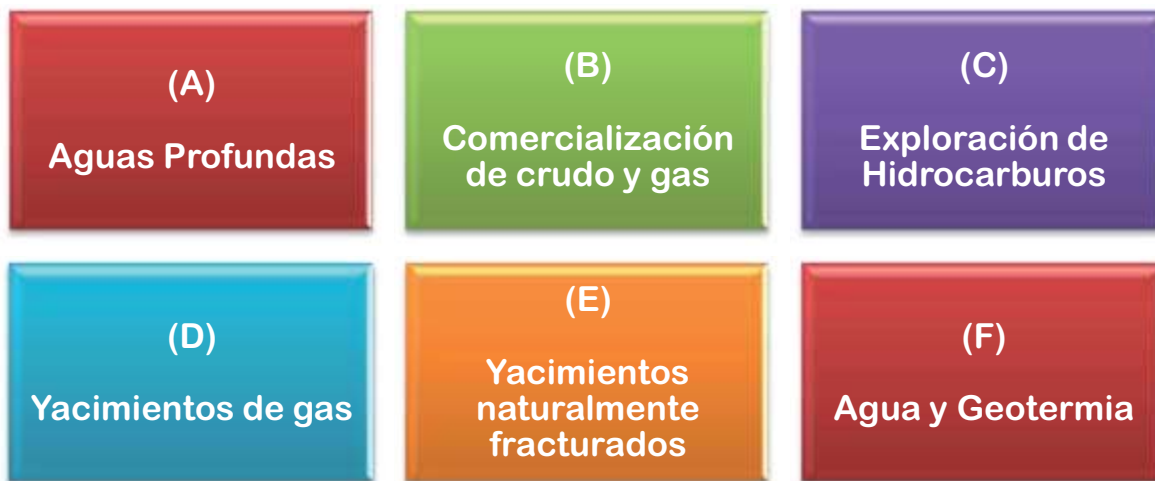 (A)
Aguas Profundas
(B)
Comercialización
de crudo y gas
(C)
Exploración de
Hidrocarburos
(D)
Yacimientos de gas
(E)
Yacimientos
naturalmente
fracturados
(F)
Agua y Geotermia